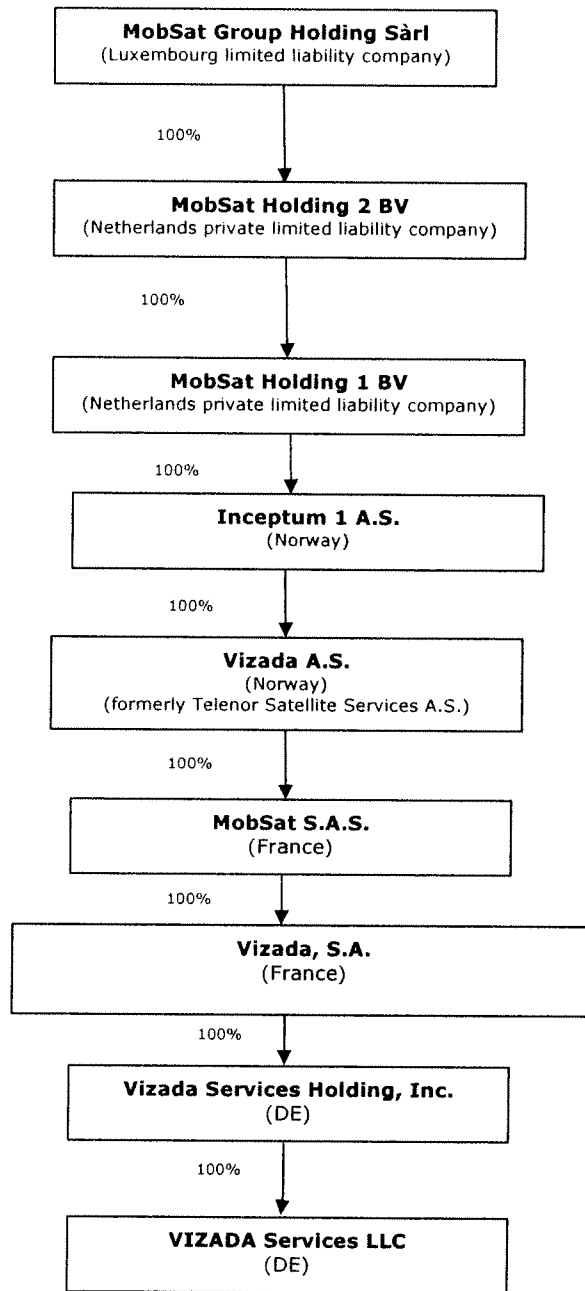 MobSat Group Holding Sàrl
(Luxembourg limited liability company)
100%
MobSat Holding 2 BV
(Netherlands private limited liability company)
100%
MobSat Holding 1 BV
(Netherlands private limited liability company)
100%
Inceptum 1 A.S.
(Norway)
100%
Vizada A.S.
(Norway)
(formerly Telenor Satellite Services A.S.)
100%
MobSat S.A.S.
(France)
100%
Vizada, S.A.
(France)
100%
Vizada Services Holding, Inc.
(DE)
100%
VIZADA Services LLC
(DE)